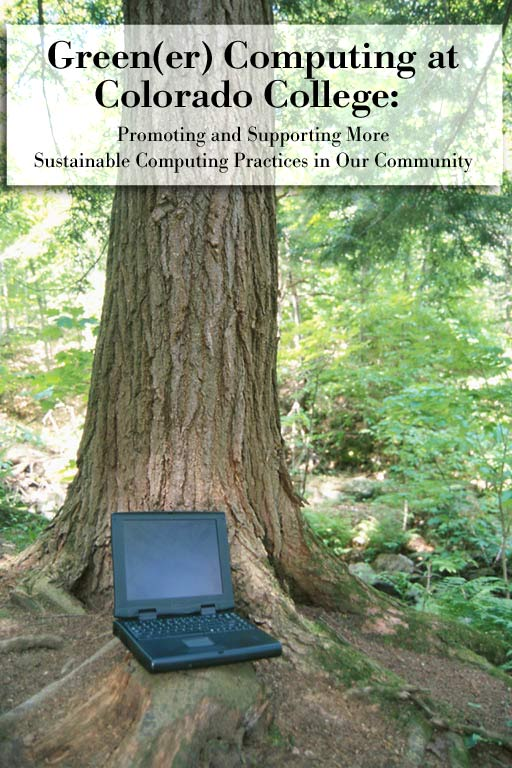 Green(er) Computing at
Colorado College:
Promoting and Supporting More
Sustainable Computing Practices in Our Community